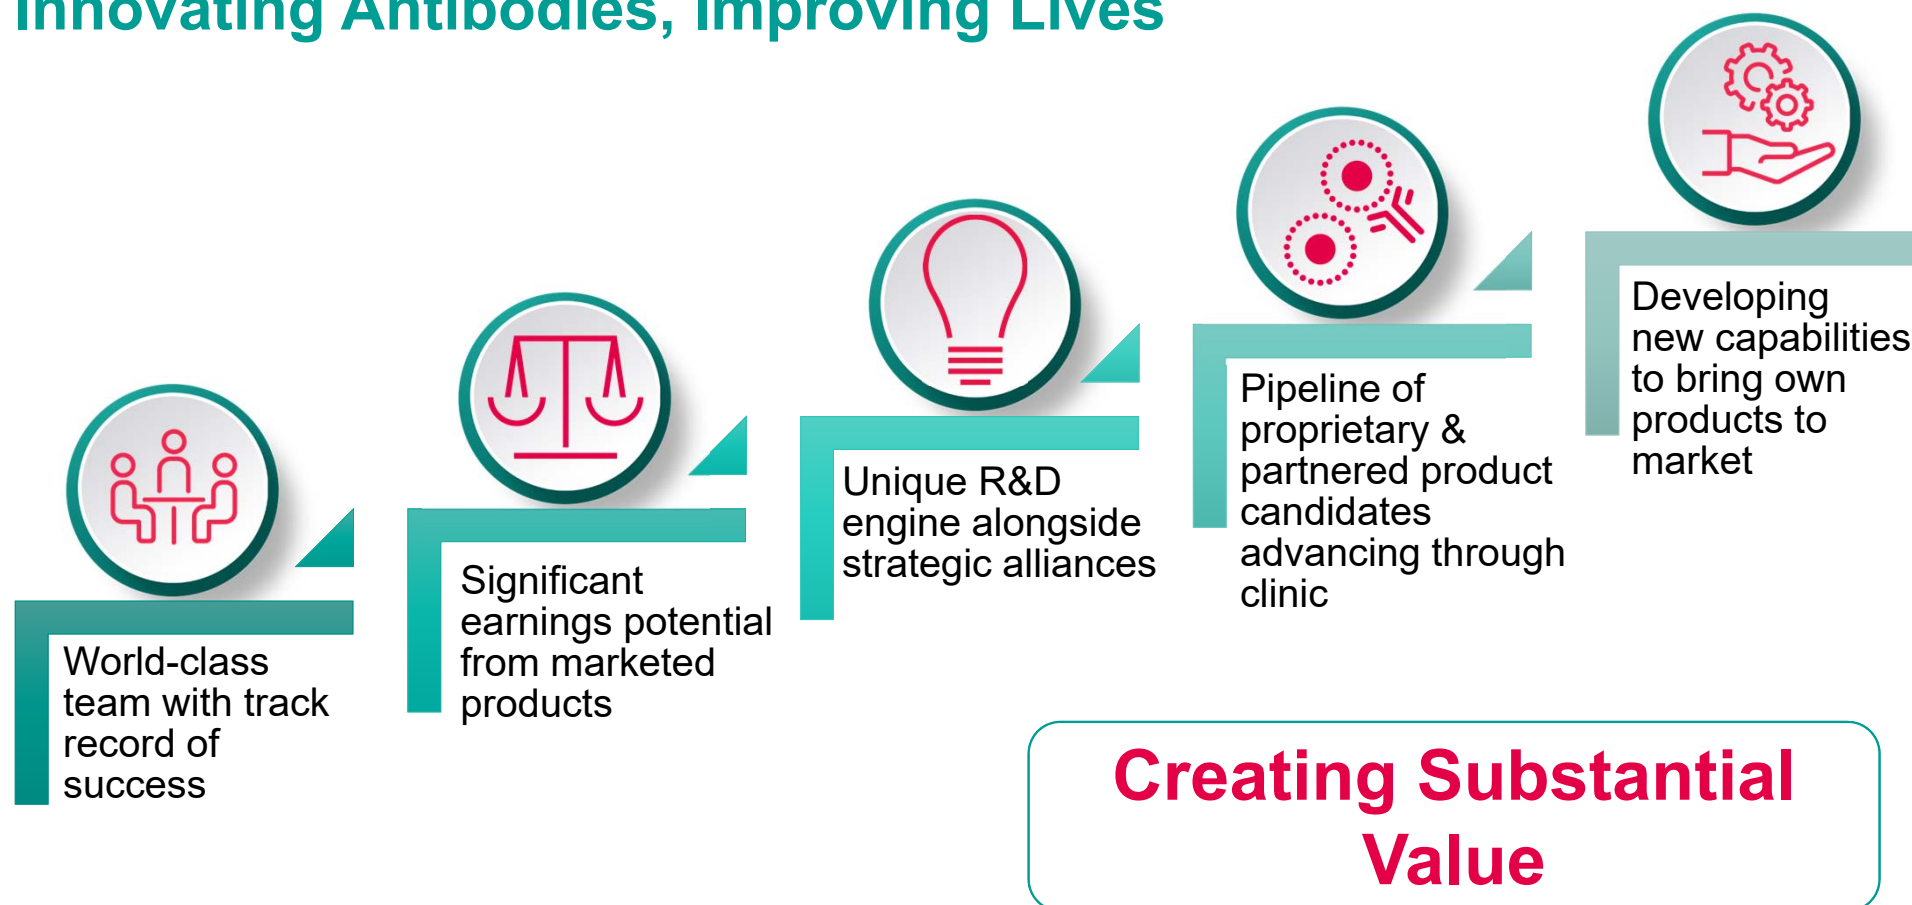 Innovating Antibodies, Improving Lives
World-class
team with track
record of
success
Significant
earnings potential
from marketed
products
Unique R&D
engine alongside
strategic alliances
Pipeline of
proprietary &
partnered product
candidates
advancing through
clinic
Developing
new capabilities
to bring own
products to
market
Creating Substantial
Value